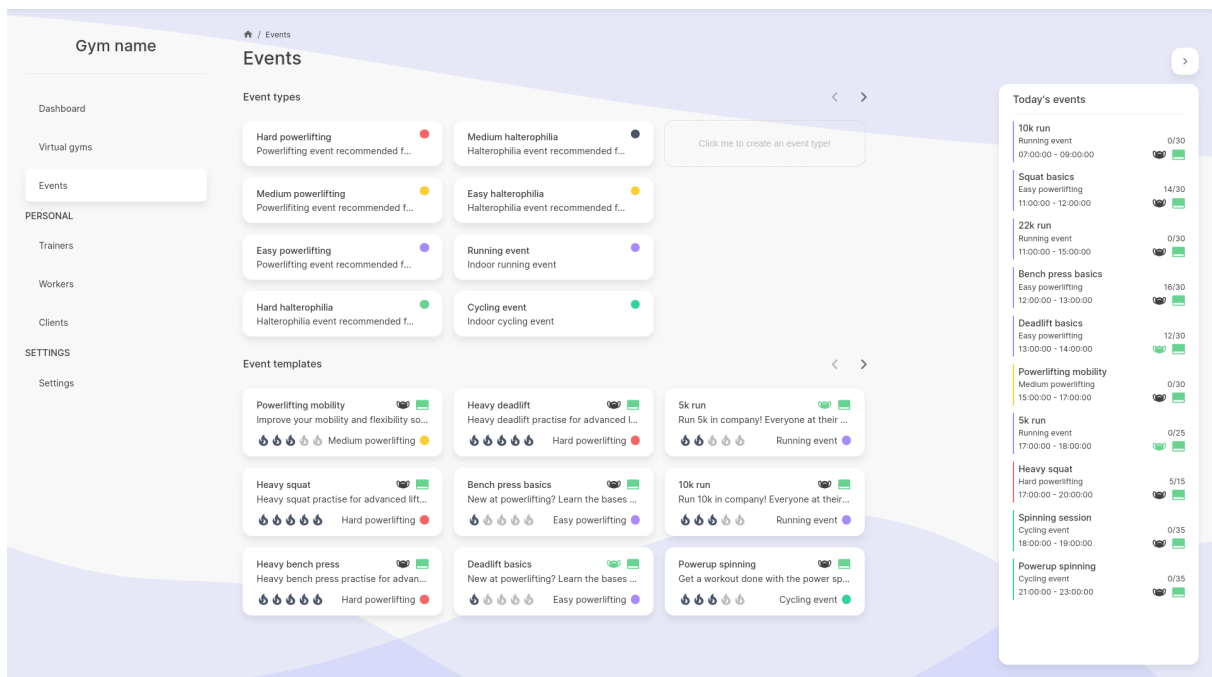 Gym name
Dashboard
Virtual gyms
Events
PERSONAL
Trainers
Workers
Clients
SETTINGS
Settings
/ Events
Events
Event types
Hard powerlifting
Powerlifting event recommended f...
Medium halterophilia
Halterophilia event recommended f...
Click me to create an event type!
Medium powerlifting
Powerlifiting event recommended f...
Easy halterophilia
Halterophilia event recommended f...
Easy powerlifting
Powerlifting event recommended f...
Running event
Indoor running event
Hard halterophilia
Halterophilia event recommended f...
Cycling event
Indoor cycling event
Event templates
Powerlifting mobility
Improve your mobility and flexibility so...
Medium powerlifting
Heavy deadlift
Heavy deadlift practise for advanced l...
Hard powerlifting
5k run
Run 5k in company! Everyone at their ...
Running event
Heavy squat
Heavy squat practise for advanced lift...
Hard powerlifting
Bench press basics
New at powerlifting? Learn the bases ...
Easy powerlifting
10k run
Run 10k in company! Everyone at their...
Running event
Heavy bench press
Heavy bench press practise for advan...
Hard powerlifting
Deadlift basics
New at powerlifting? Learn the bases ...
Easy powerlifting
Powerup spinning
Get a workout done with the power sp...
Cycling event
Today's events
10k run
Running event 0/30
07:00:00 - 09:00:00
Squat basics
Easy powerlifting 14/30
11:00:00 - 12:00:00
22k run
Running event 0/30
11:00:00 - 15:00:00
Bench press basics
Easy powerlifting 16/30
12:00:00 - 13:00:00
Deadlift basics
Easy powerlifting 12/30
13:00:00 - 14:00:00
Powerlifting mobility
Medium powerlifting 0/30
15:00:00 - 17:00:00
5k run
Running event 0/25
17:00:00 - 18:00:00
Heavy squat
Hard powerlifting 5/15
17:00:00 - 20:00:00
Spinning session
Cycling event 0/35
18:00:00 - 19:00:00
Powerup spinning
Cycling event 0/35
21:00:00 - 23:00:00